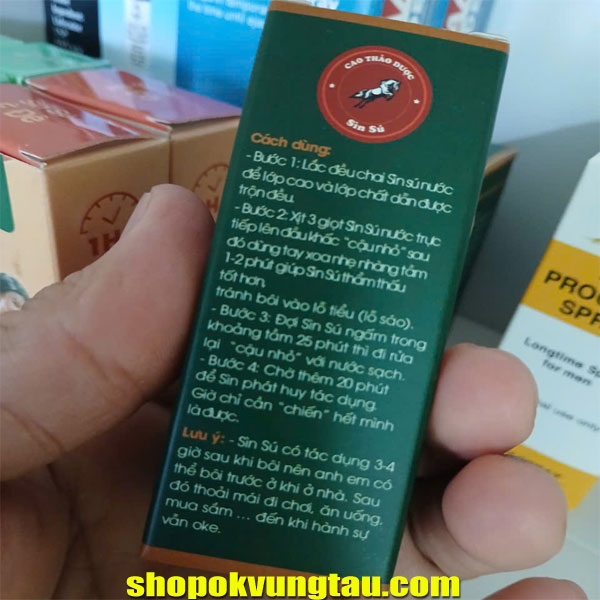 CAO THẢO DƯỢC
Sìn Sú
Cách dùng:
- Bước 1: Lắc đều chai Sìn sú nước
để lớp cao và lớp chất dẫn được
trộn đều.
- Bước 2: Xịt 3 giọt Sìn Sú nước trực
tiếp lên đầu khấc "cậu nhỏ" sau
đó dùng tay xoa nhẹ nhàng tầm
1-2 phút giúp Sìn Sú thẩm thấu
tốt hơn.
tránh bôi vào lỗ tiểu (lỗ sáo).
- Bước 3: Đợi Sìn Sú ngấm trong
khoảng tầm 25 phút thì đi rửa
lại "cậu nhỏ" với nước sạch.
- Bước 4: Chờ thêm 20 phút
để Sìn phát huy tác dụng.
Giờ chỉ cần "chiến" hết mình
là được.
Lưu ý: - Sìn Sú có tác dụng 3-4
giờ sau khi bôi nên anh em có
thể bôi trước ở khi ở nhà. Sau
đó thoải mái đi chơi, ăn uống,
mua sắm ... đến khi hành sự
vẫn oke.
1H
Longtime
for men
use only
shopokvungtau.com